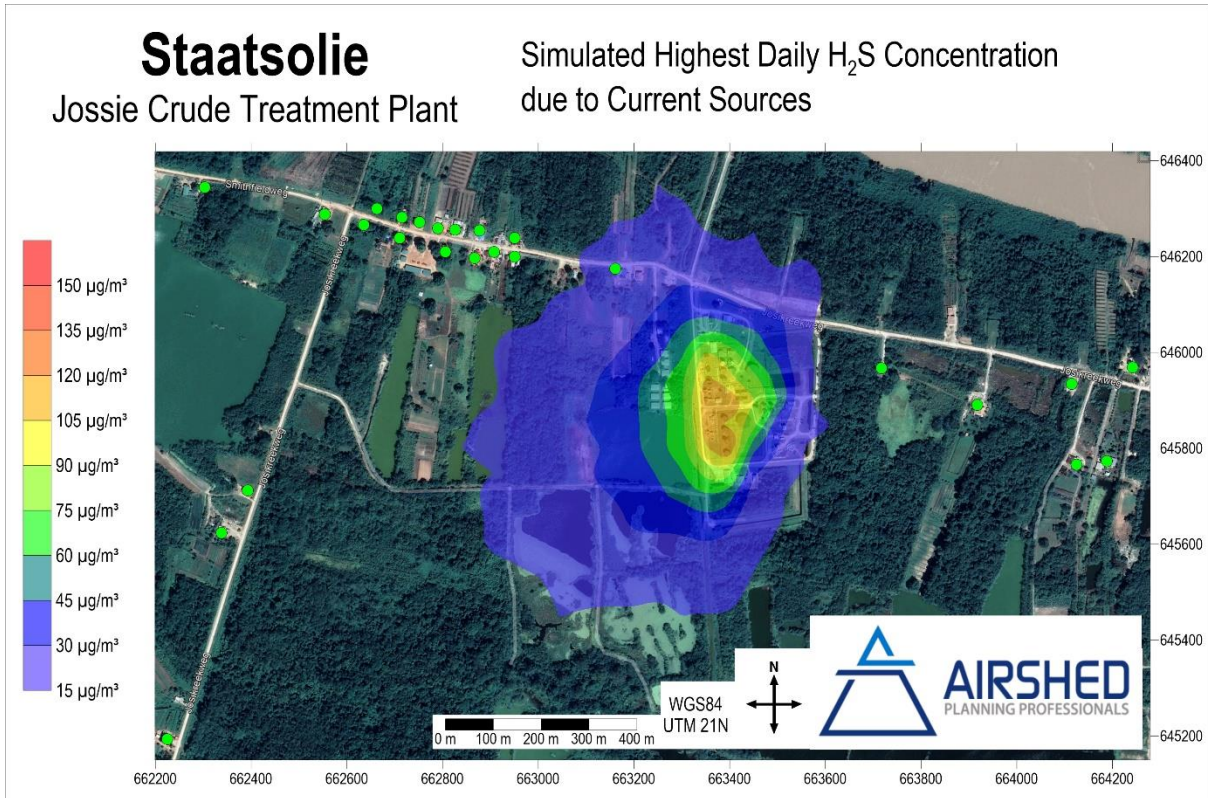 Staatsolie
Jossie Crude Treatment Plant
Simulated Highest Daily H₂S Concentration
due to Current Sources
150 µg/m³
135 µg/m³
120 µg/m³
105 µg/m³
90 µg/m³
75 µg/m³
60 µg/m³
45 µg/m³
30 µg/m³
15 µg/m³
Smithfieldweg
646400
646200
646000
645800
645600
645400
645200
WGS84
UTM 21N
N
0 m 100 m 200 m 300 m 400 m
AIRSHED
PLANNING PROFESSIONALS
662200 662400 662600 662800 663000 663200 663400 663600 663800 664000 664200